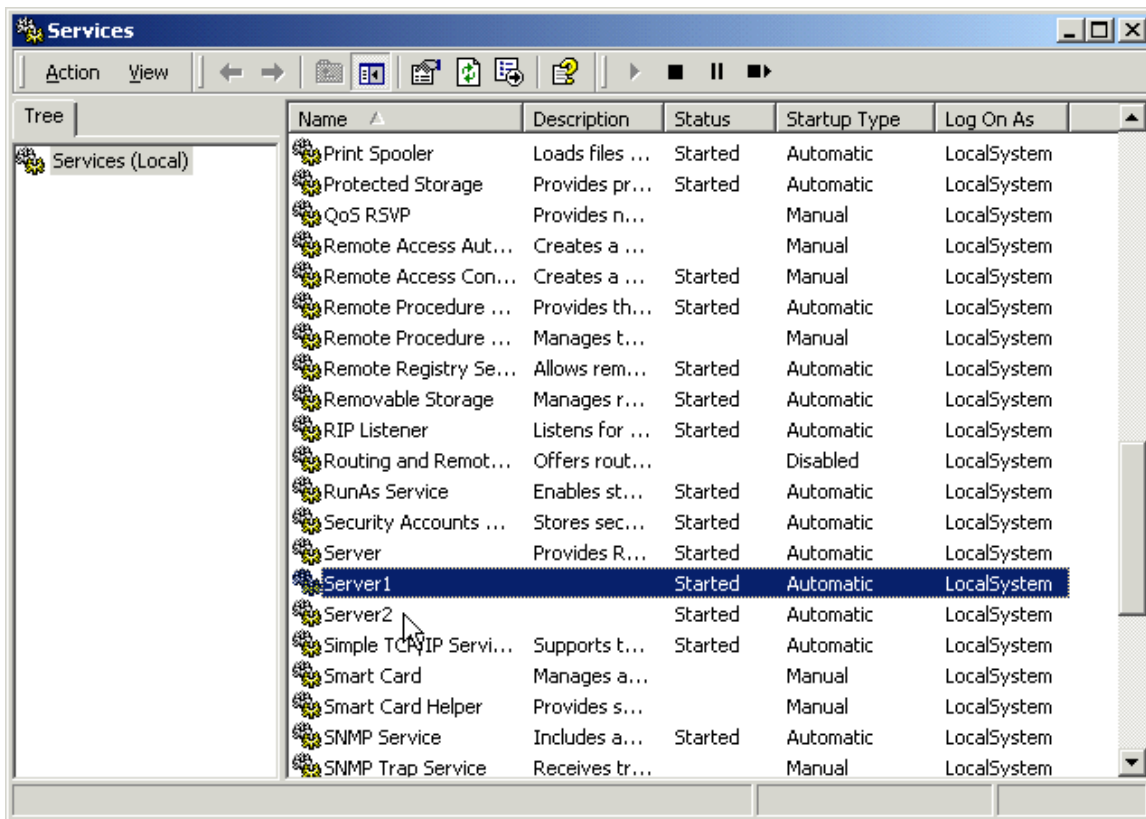 Services
Action View
Tree
Services (Local)
Name Description Status Startup Type Log On As
Print Spooler Loads files ... Started Automatic LocalSystem
Protected Storage Provides pr... Started Automatic LocalSystem
QoS RSVP Provides n... Manual LocalSystem
Remote Access Aut... Creates a ... Manual LocalSystem
Remote Access Con... Creates a ... Started Manual LocalSystem
Remote Procedure ... Provides th... Started Automatic LocalSystem
Remote Procedure ... Manages t... Manual LocalSystem
Remote Registry Se... Allows rem... Started Automatic LocalSystem
Removable Storage Manages r... Started Automatic LocalSystem
RIP Listener Listens for ... Started Automatic LocalSystem
Routing and Remot... Offers rout... Disabled LocalSystem
RunAs Service Enables st... Started Automatic LocalSystem
Security Accounts ... Stores sec... Started Automatic LocalSystem
Server Provides R... Started Automatic LocalSystem
Server1 Started Automatic LocalSystem
Server2 Started Automatic LocalSystem
Simple TCP/IP Servi... Supports t... Started Automatic LocalSystem
Smart Card Manages a... Manual LocalSystem
Smart Card Helper Provides s... Manual LocalSystem
SNMP Service Includes a... Started Automatic LocalSystem
SNMP Trap Service Receives tr... Manual LocalSystem